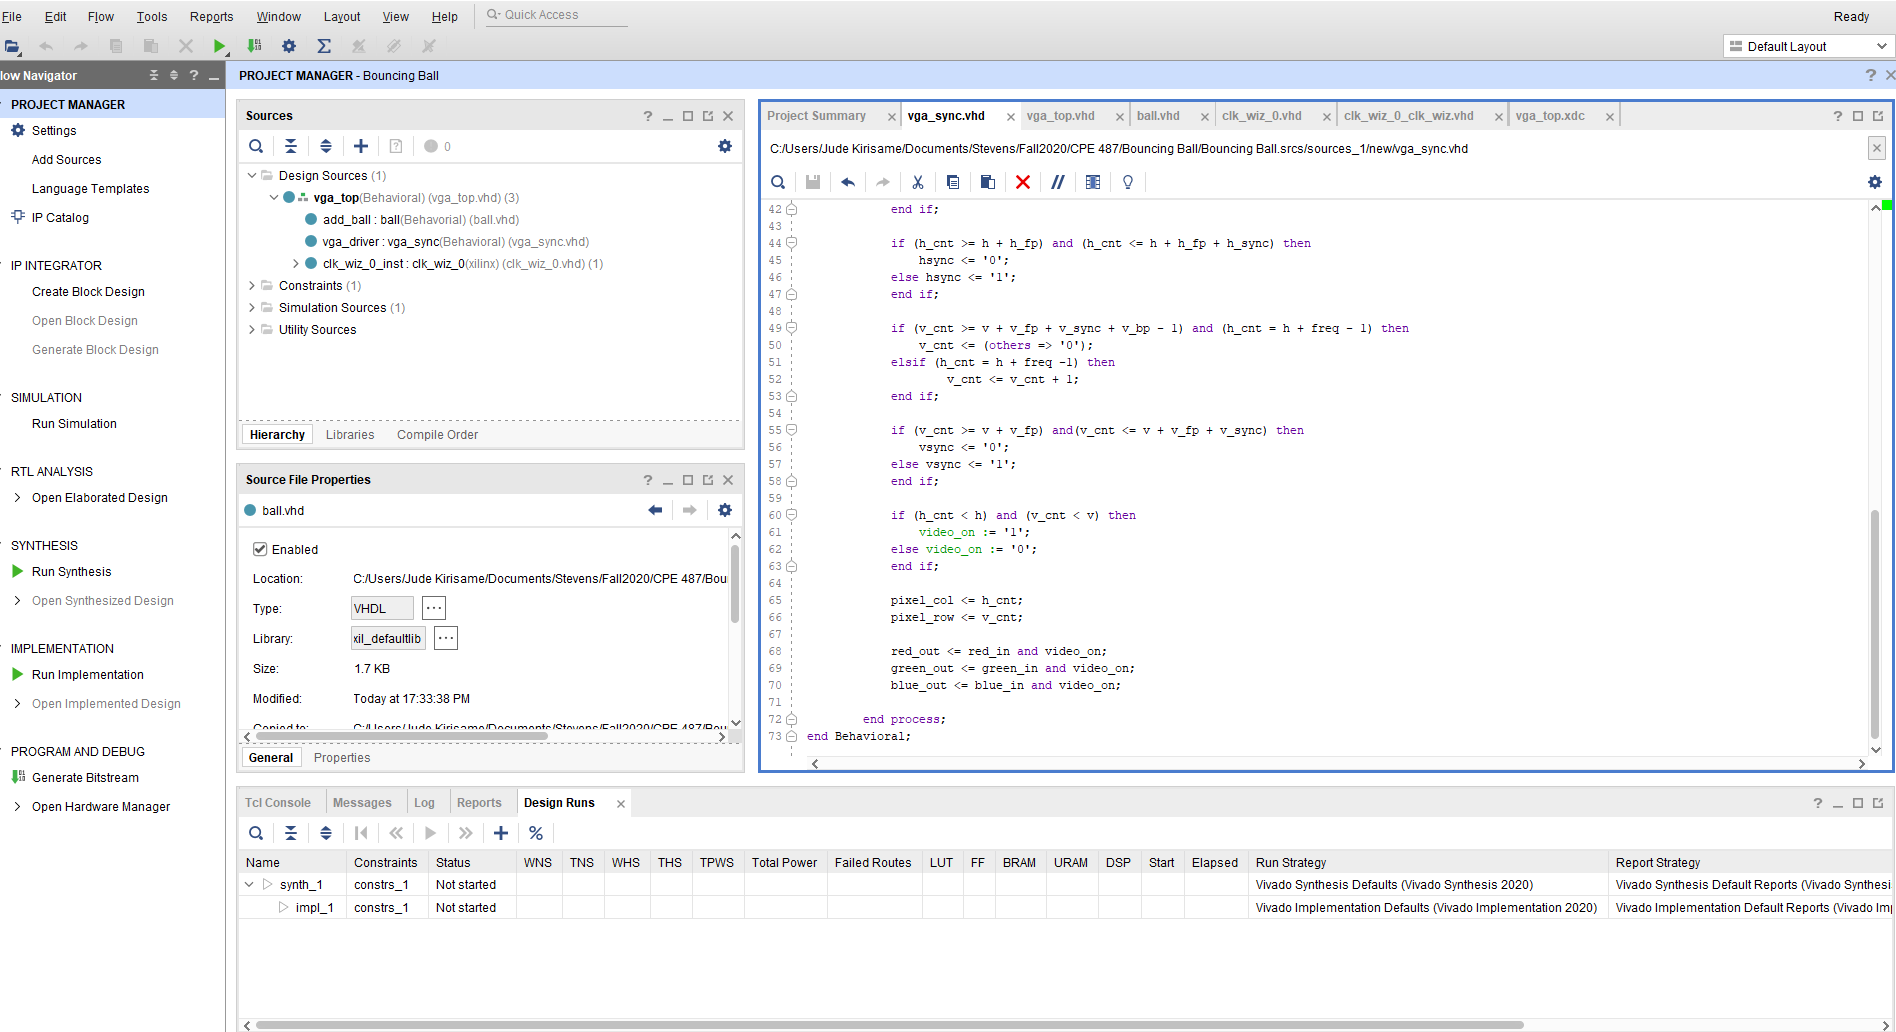 File Edit Flow Tools Reports Window Layout View Help Quick Access Ready
Default Layout
low Navigator
PROJECT MANAGER - Bouncing Ball
PROJECT MANAGER
Settings
Add Sources
Language Templates
IP Catalog
IP INTEGRATOR
Create Block Design
Open Block Design
Generate Block Design
SIMULATION
Run Simulation
RTL ANALYSIS
Open Elaborated Design
SYNTHESIS
Run Synthesis
Open Synthesized Design
IMPLEMENTATION
Run Implementation
Open Implemented Design
PROGRAM AND DEBUG
Generate Bitstream
Open Hardware Manager
Sources
0
Design Sources (1)
vga_top(Behavioral) (vga_top.vhd) (3)
add_ball : ball(Behavorial) (ball.vhd)
vga_driver : vga_sync(Behavioral) (vga_sync.vhd)
clk_wiz_0_inst : clk_wiz_0(xilinx) (clk_wiz_0.vhd) (1)
Constraints (1)
Simulation Sources (1)
Utility Sources
Hierarchy Libraries Compile Order
Source File Properties
ball.vhd
Enabled
Location: C:/Users/Jude Kirisame/Documents/Stevens/Fall2020/CPE 487/Bou
Type: VHDL ...
Library: xil_defaultlib ...
Size: 1.7 KB
Modified: Today at 17:33:38 PM
Copied to: C:/Users/Jude Kirisame/Documents/Stevens/Fall2020/CPE 487/Bou
General Properties
Project Summary vga_sync.vhd vga_top.vhd ball.vhd clk_wiz_0.vhd clk_wiz_0_clk_wiz.vhd vga_top.xdc
C:/Users/Jude Kirisame/Documents/Stevens/Fall2020/CPE 487/Bouncing Ball/Bouncing Ball.srcs/sources_1/new/vga_sync.vhd
42 end if;
43
44 if (h_cnt >= h + h_fp) and (h_cnt <= h + h_fp + h_sync) then
45 hsync <= '0';
46 else hsync <= '1';
47 end if;
48
49 if (v_cnt >= v + v_fp + v_sync + v_bp - 1) and (h_cnt = h + freq - 1) then
50 v_cnt <= (others => '0');
51 elsif (h_cnt = h + freq -1) then
52 v_cnt <= v_cnt + 1;
53 end if;
54
55 if (v_cnt >= v + v_fp) and(v_cnt <= v + v_fp + v_sync) then
56 vsync <= '0';
57 else vsync <= '1';
58 end if;
59
60 if (h_cnt < h) and (v_cnt < v) then
61 video_on := '1';
62 else video_on := '0';
63 end if;
64
65 pixel_col <= h_cnt;
66 pixel_row <= v_cnt;
67
68 red_out <= red_in and video_on;
69 green_out <= green_in and video_on;
70 blue_out <= blue_in and video_on;
71
72 end process;
73 end Behavioral;
Tcl Console Messages Log Reports Design Runs
Name Constraints Status WNS TNS WHS THS TPWS Total Power Failed Routes LUT FF BRAM URAM DSP Start Elapsed Run Strategy Report Strategy
synth_1 constrs_1 Not started Vivado Synthesis Defaults (Vivado Synthesis 2020) Vivado Synthesis Default Reports (Vivado Synthesi
impl_1 constrs_1 Not started Vivado Implementation Defaults (Vivado Implementation 2020) Vivado Implementation Default Reports (Vivado Im